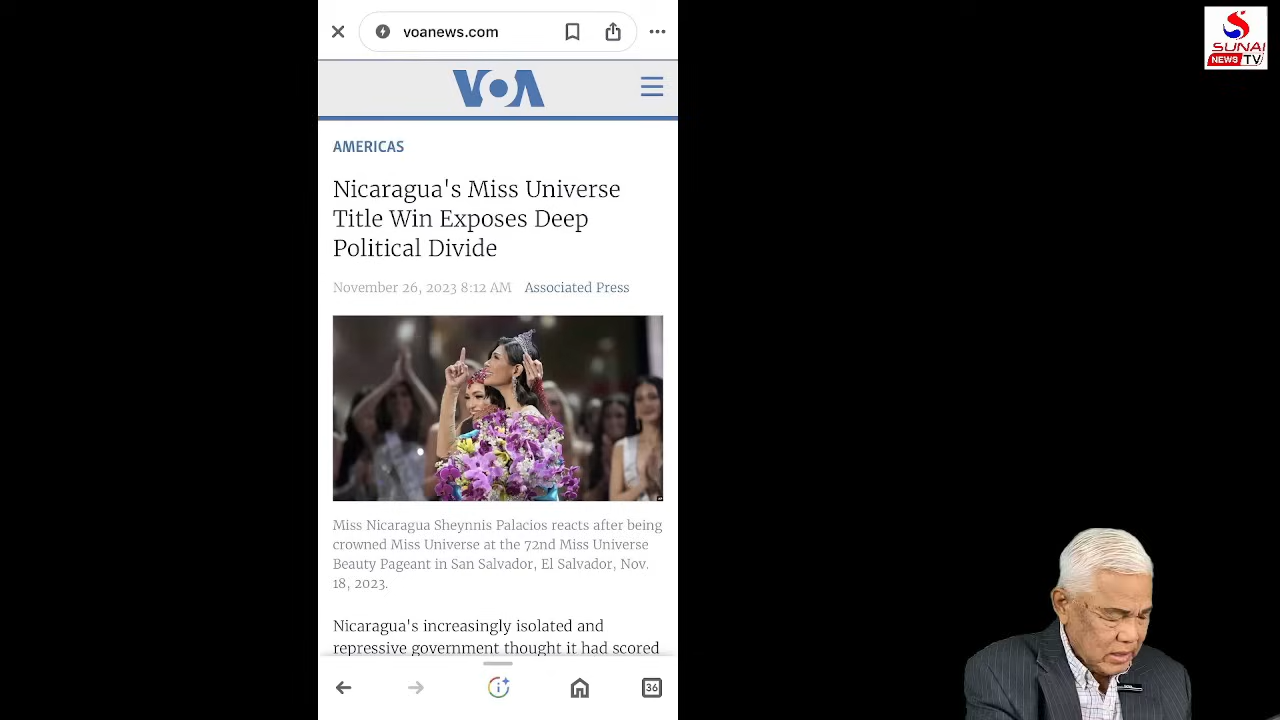 voanews.com
SUNAI
NEWS TV
VOA
AMERICAS
Nicaragua's Miss Universe
Title Win Exposes Deep
Political Divide
November 26, 2023 8:12 AM Associated Press
Miss Nicaragua Sheynnis Palacios reacts after being
crowned Miss Universe at the 72nd Miss Universe
Beauty Pageant in San Salvador, El Salvador, Nov.
18, 2023.
Nicaragua's increasingly isolated and
repressive government thought it had scored
36